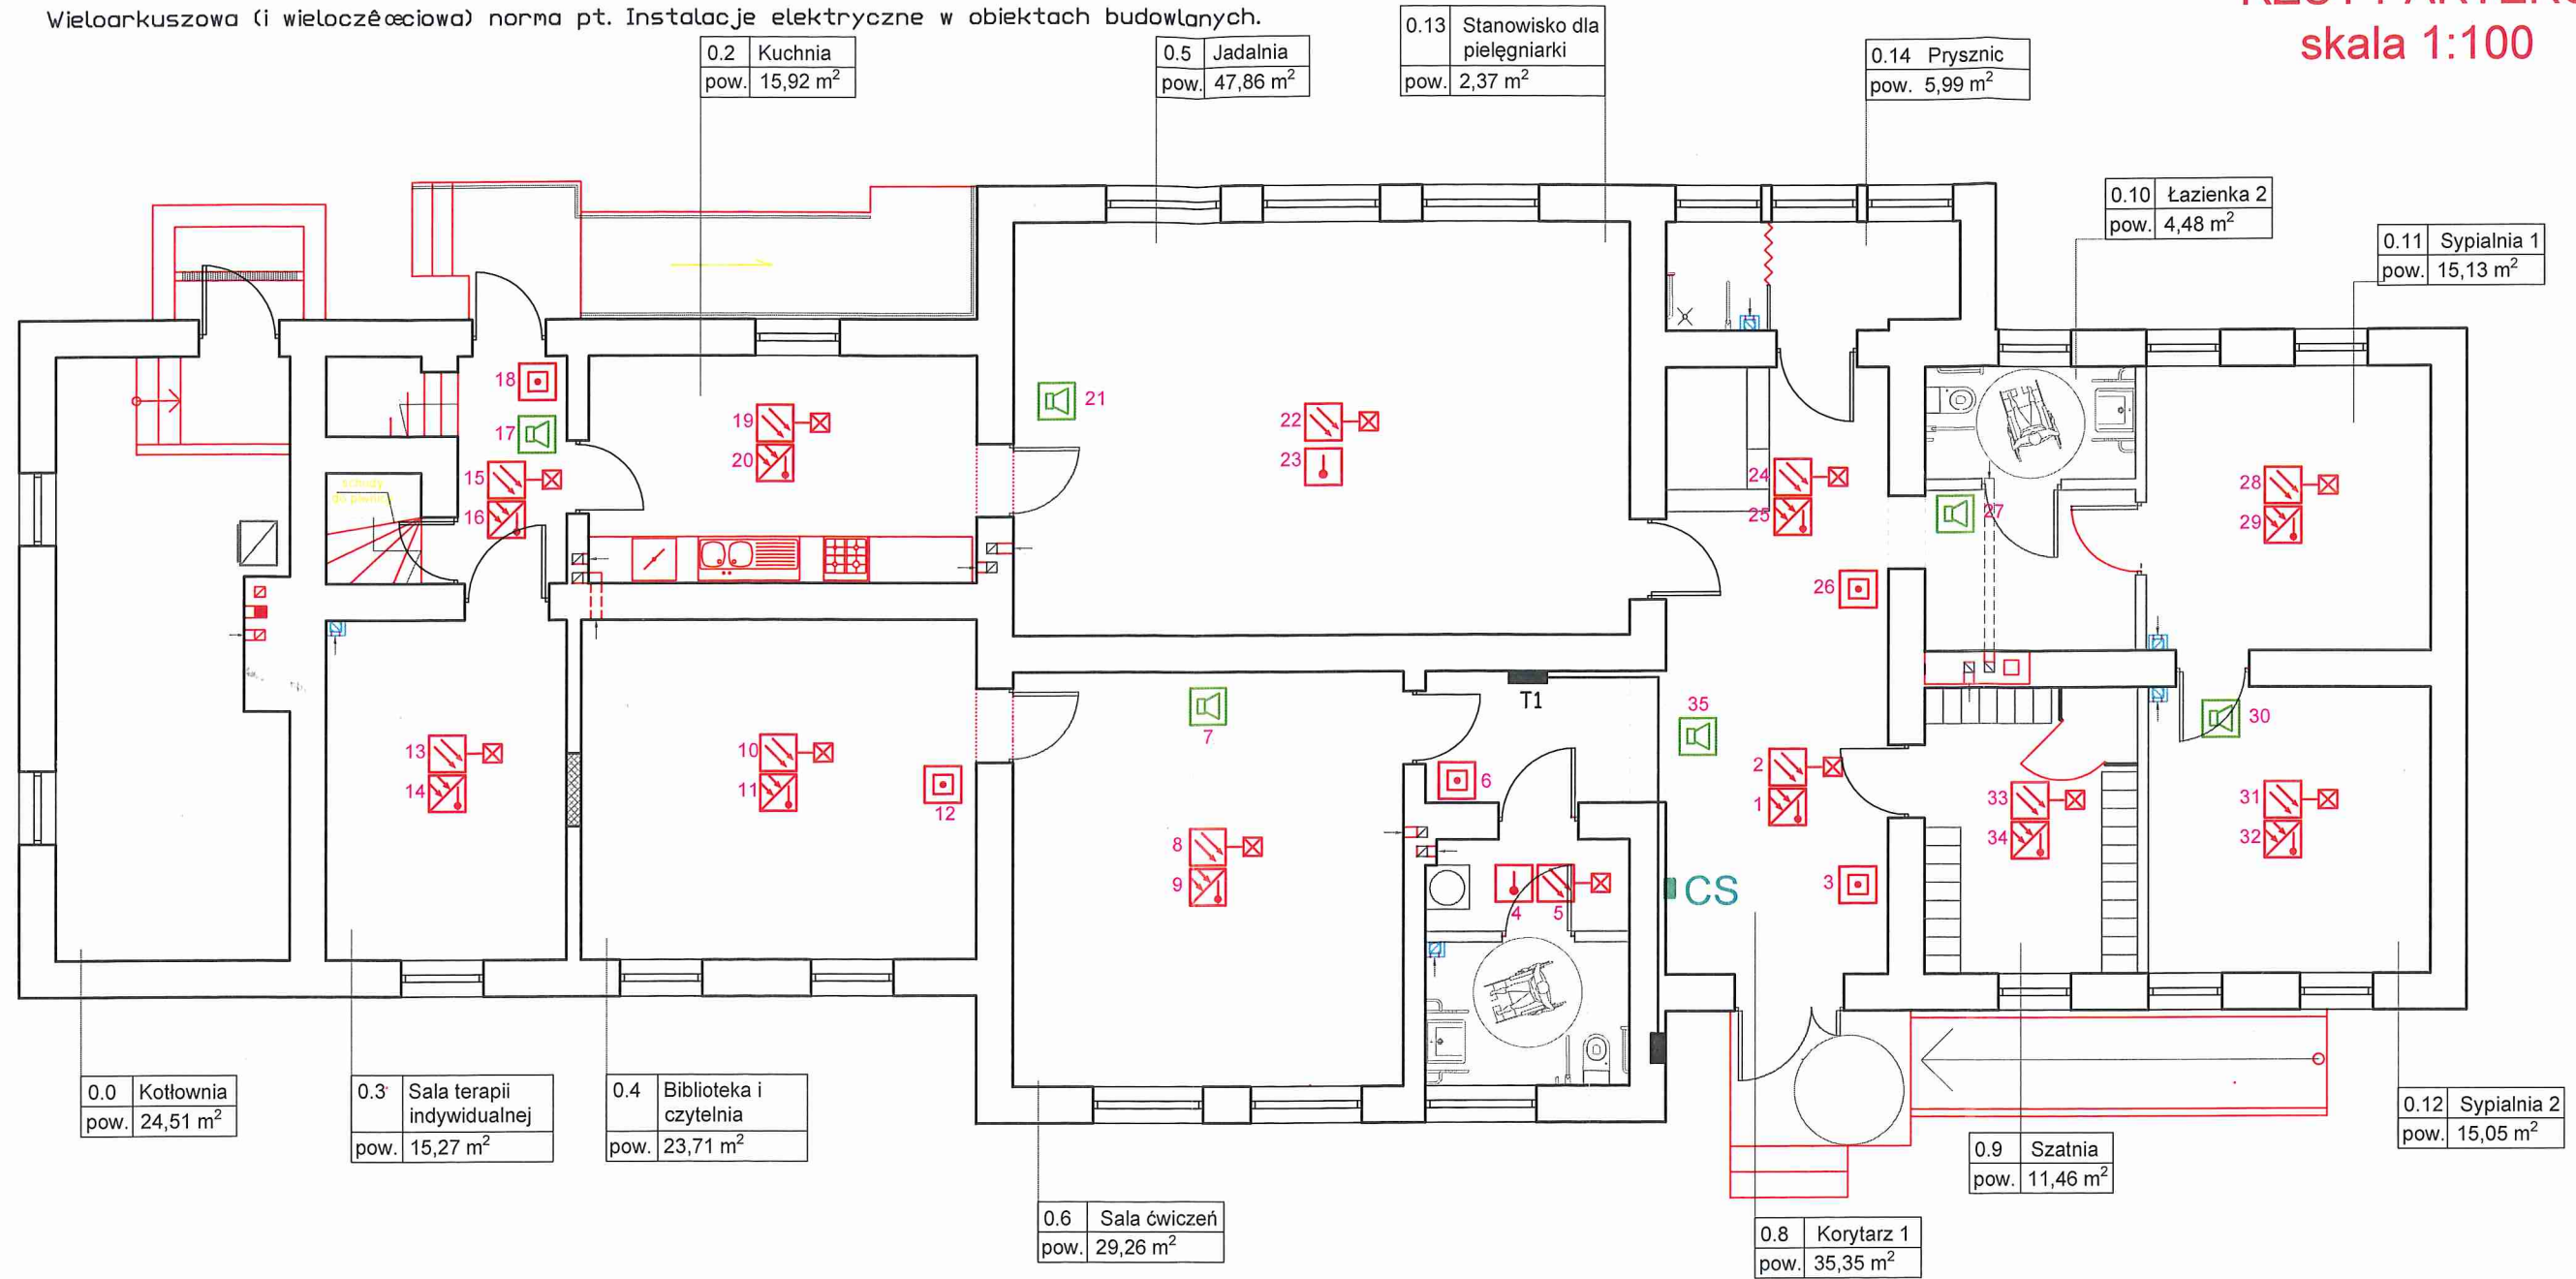 Wieloarkuszowa (i wieloczêœciowa) norma pt. Instalacje elektryczne w obiektach budowlanych.
skala 1:100
0.2 Kuchnia
pow. 15,92 m²
0.5 Jadalnia
pow. 47,86 m²
0.13 Stanowisko dla
pielęgniarki
pow. 2,37 m²
0.14 Prysznic
pow. 5,99 m²
0.10 Łazienka 2
pow. 4,48 m²
0.11 Sypialnia 1
pow. 15,13 m²
18
17
15
16
schody
do piwnicy
19
20
21
22
23
24
25
26
27
28
29
13
14
10
11
12
7
8
9
T1
6
4
5
35
2
1
3
CS
33
34
30
31
32
0.0 Kotłownia
pow. 24,51 m²
0.3 Sala terapii
indywidualnej
pow. 15,27 m²
0.4 Biblioteka i
czytelnia
pow. 23,71 m²
0.6 Sala ćwiczeń
pow. 29,26 m²
0.8 Korytarz 1
pow. 35,35 m²
0.9 Szatnia
pow. 11,46 m²
0.12 Sypialnia 2
pow. 15,05 m²